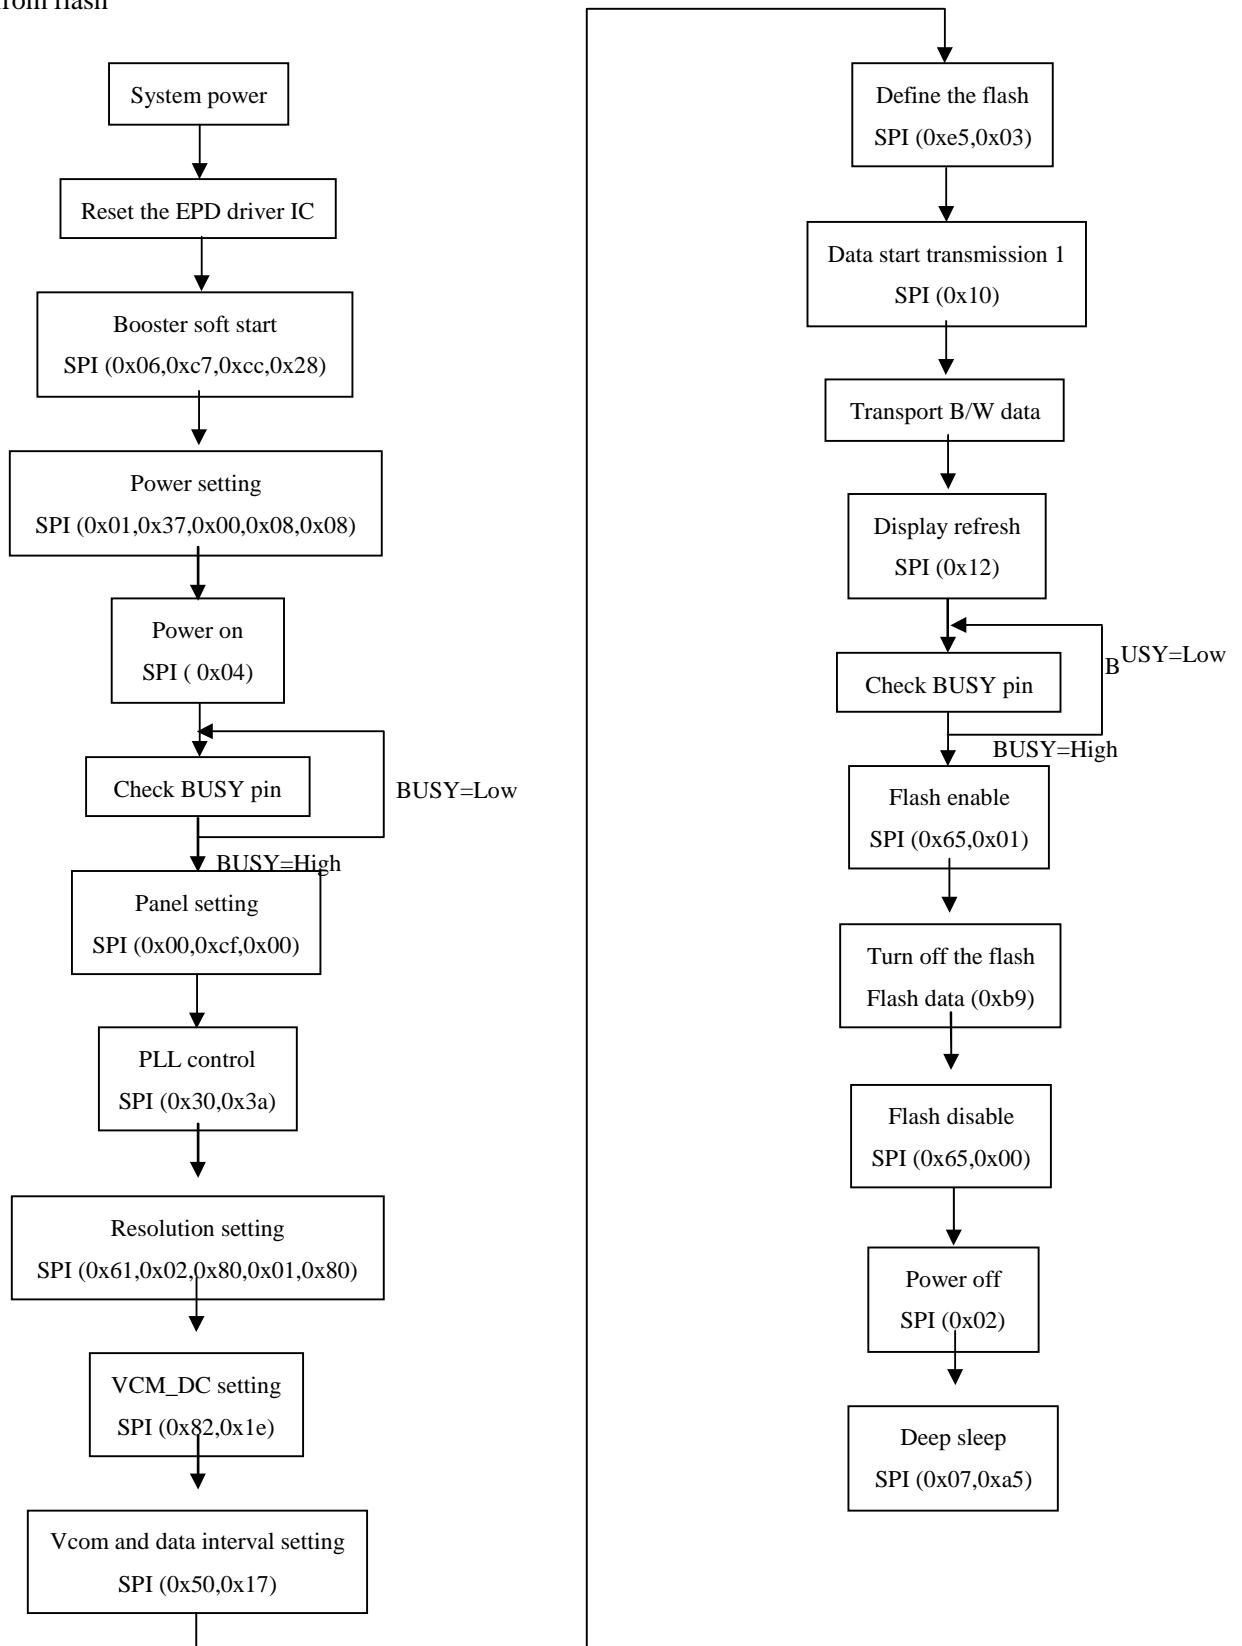 from flash
System power
Reset the EPD driver IC
Booster soft start
SPI (0x06,0xc7,0xcc,0x28)
Power setting
SPI (0x01,0x37,0x00,0x08,0x08)
Power on
SPI ( 0x04)
Check BUSY pin
BUSY=Low
BUSY=High
Panel setting
SPI (0x00,0xcf,0x00)
PLL control
SPI (0x30,0x3a)
Resolution setting
SPI (0x61,0x02,0x80,0x01,0x80)
VCM_DC setting
SPI (0x82,0x1e)
Vcom and data interval setting
SPI (0x50,0x17)
Define the flash
SPI (0xe5,0x03)
Data start transmission 1
SPI (0x10)
Transport B/W data
Display refresh
SPI (0x12)
BUSY=Low
Check BUSY pin
BUSY=High
Flash enable
SPI (0x65,0x01)
Turn off the flash
Flash data (0xb9)
Flash disable
SPI (0x65,0x00)
Power off
SPI (0x02)
Deep sleep
SPI (0x07,0xa5)